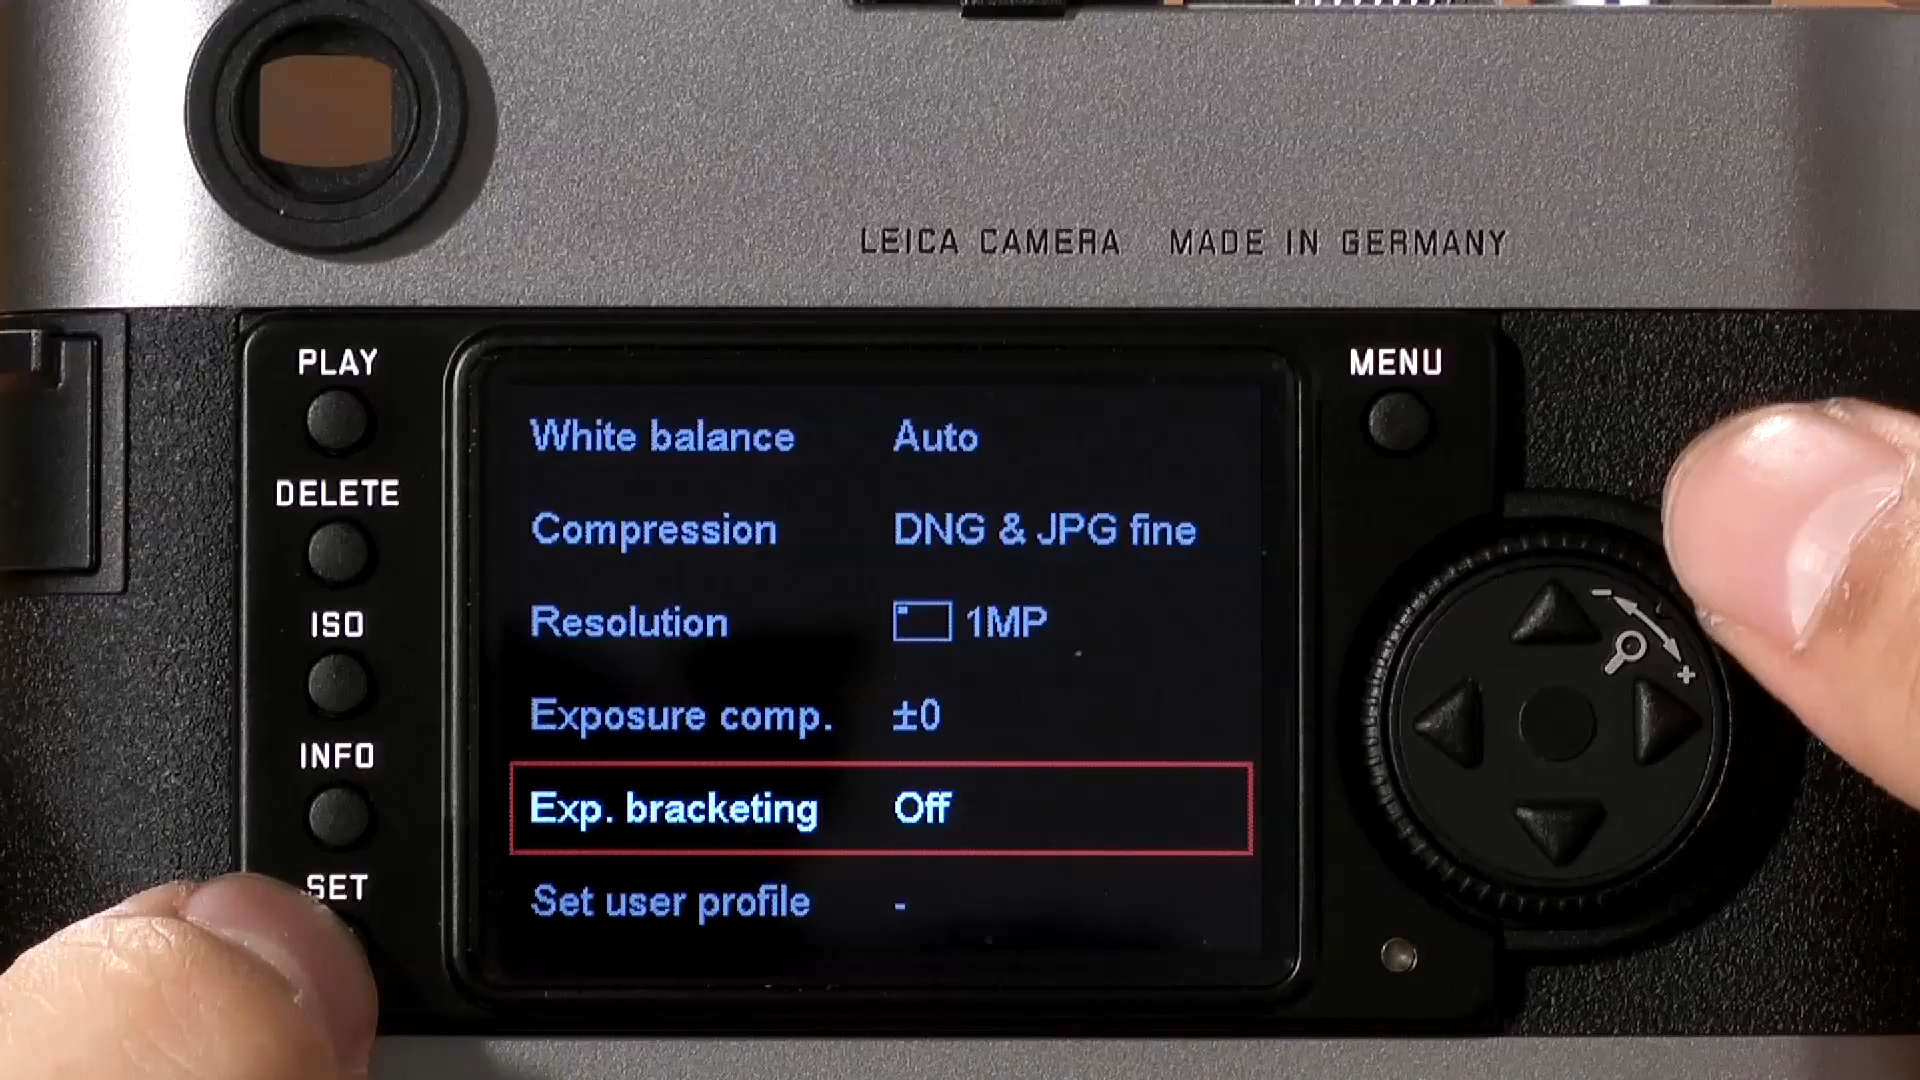 LEICA CAMERA MADE IN GERMANY
PLAY
DELETE
ISO
INFO
SET
MENU
White balance Auto
Compression DNG & JPG fine
Resolution 1MP
Exposure comp. ±0
Exp. bracketing Off
Set user profile -
- +